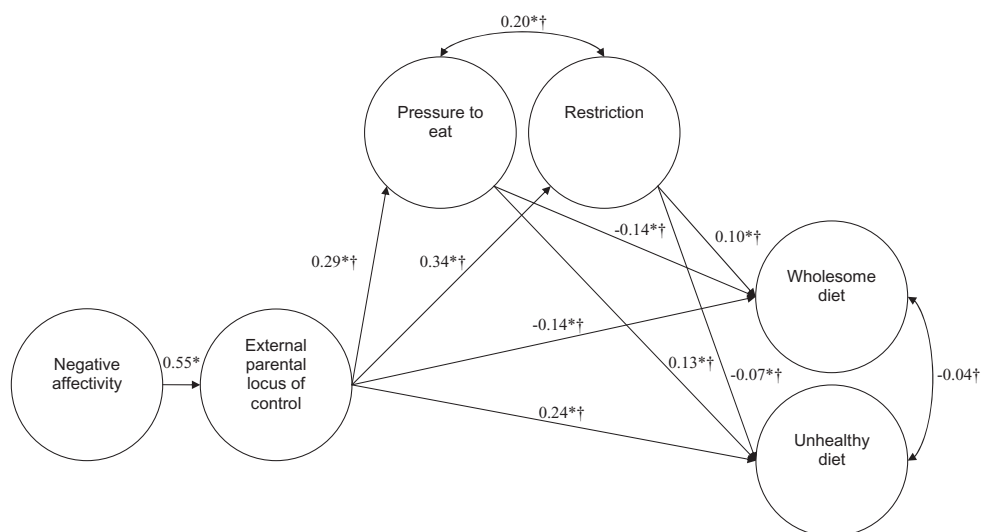 0.20*†
Pressure to
eat
Restriction
0.29*†
0.34*†
-0.14*†
0.10*†
Wholesome
diet
-0.14*†
Negative
affectivity
0.55*
External
parental
locus of
control
0.13*†
-0.07*†
-0.04†
0.24*†
Unhealthy
diet